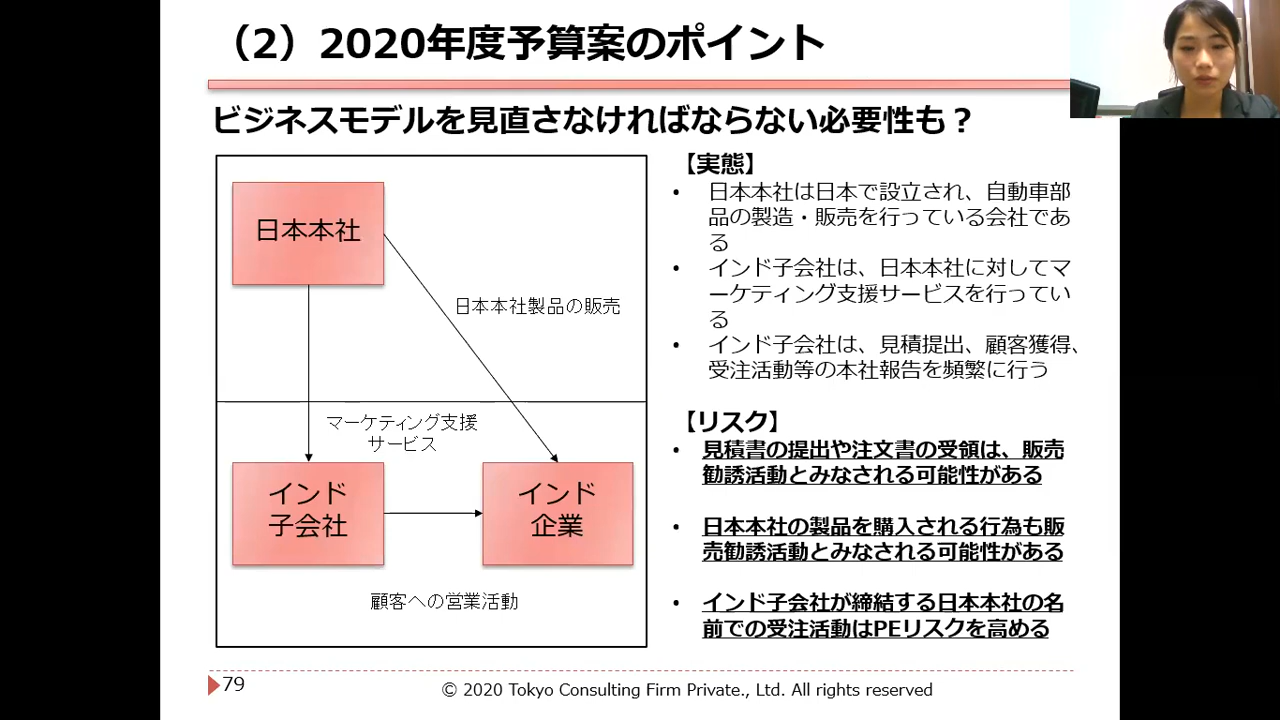 （2）2020年度予算案のポイント
ビジネスモデルを見直さなければならない必要性も？
日本本社
日本本社製品の販売
マーケティング支援
サービス
インド
子会社
インド
企業
顧客への営業活動
【実態】
• 日本本社は日本で設立され、自動車部
品の製造・販売を行っている会社であ
る
• インド子会社は、日本本社に対してマ
ーケティング支援サービスを行ってい
る
• インド子会社は、見積提出、顧客獲得、
受注活動等の本社報告を頻繁に行う
【リスク】
• 見積書の提出や注文書の受領は、販売
勧誘活動とみなされる可能性がある
• 日本本社の製品を購入される行為も販
売勧誘活動とみなされる可能性がある
• インド子会社が締結する日本本社の名
前での受注活動はPEリスクを高める
79
© 2020 Tokyo Consulting Firm Private., Ltd. All rights reserved